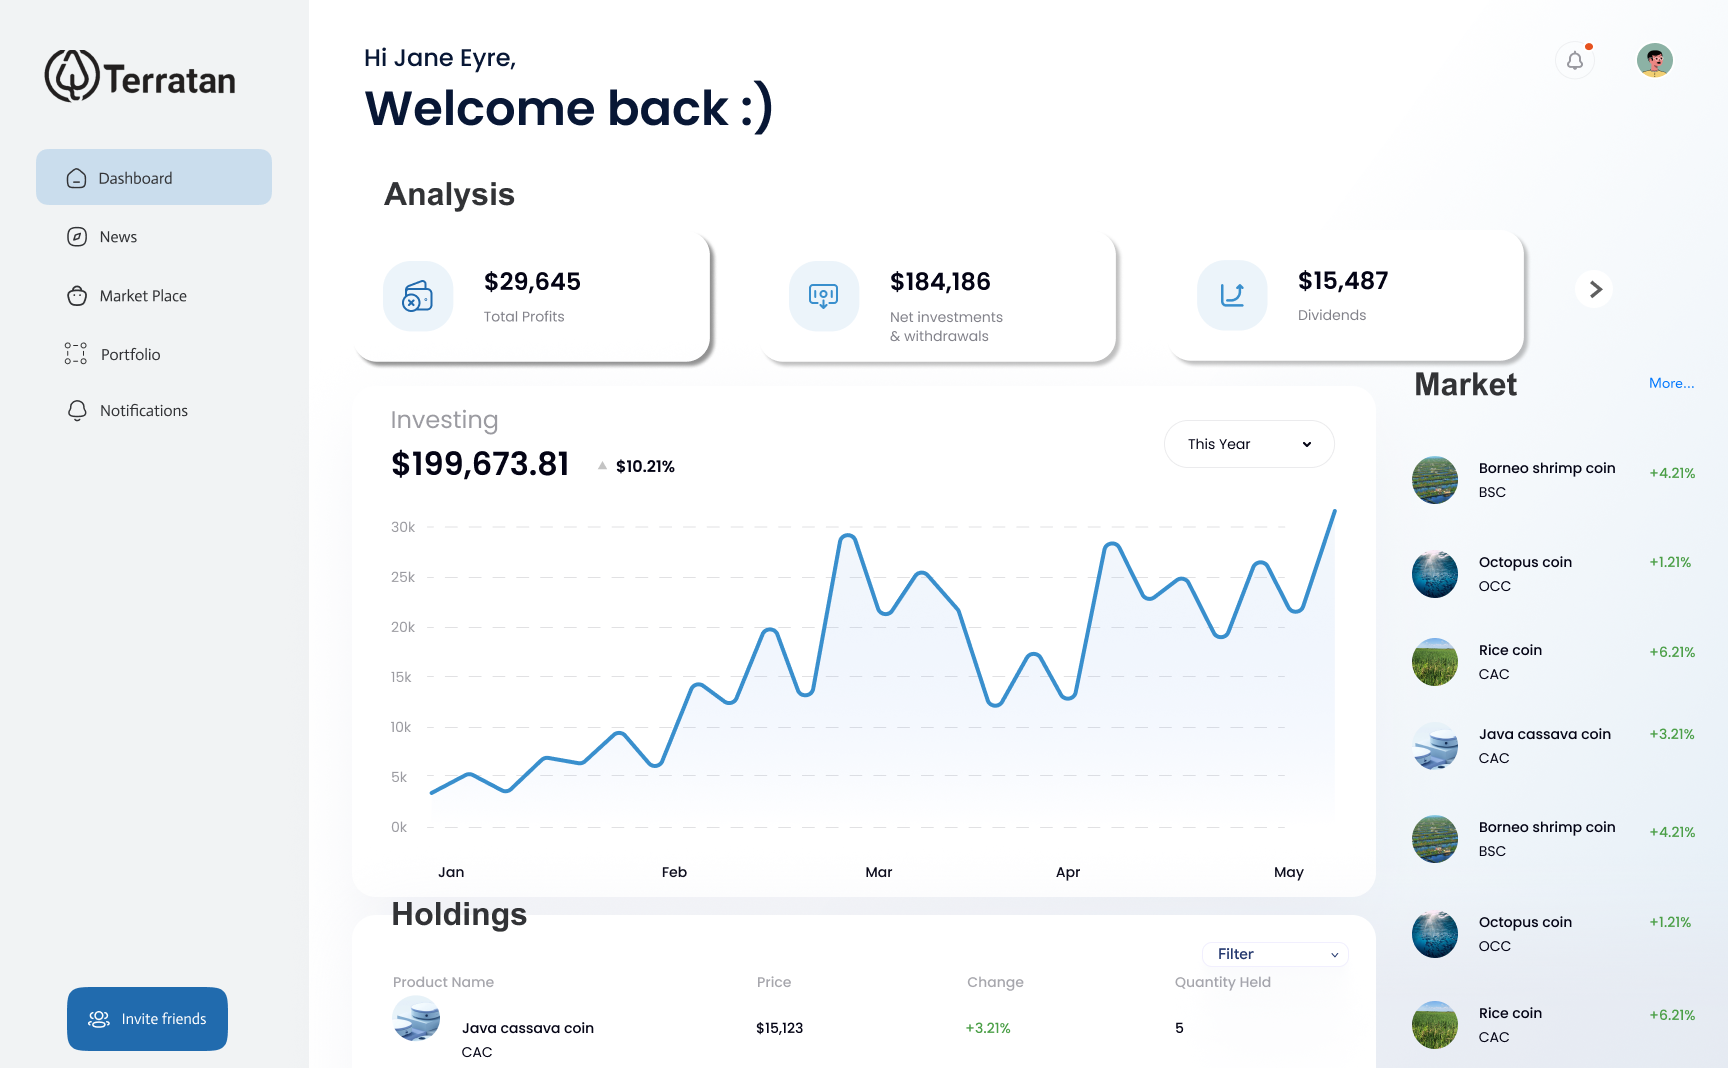 Terratan
Dashboard
News
Market Place
Portfolio
Notifications
Invite friends
Hi Jane Eyre,
Welcome back :)
Analysis
$29,645
Total Profits
$184,186
Net investments
& withdrawals
$15,487
Dividends
Investing
$199,673.81
$10.21%
This Year
30k
25k
20k
15k
10k
5k
0k
Jan Feb Mar Apr May
Market
More...
Borneo shrimp coin
BSC
+4.21%
Octopus coin
OCC
+1.21%
Rice coin
CAC
+6.21%
Java cassava coin
CAC
+3.21%
Borneo shrimp coin
BSC
+4.21%
Octopus coin
OCC
+1.21%
Rice coin
CAC
+6.21%
Holdings
Filter
Product Name Price Change Quantity Held
Java cassava coin $15,123 +3.21% 5
CAC